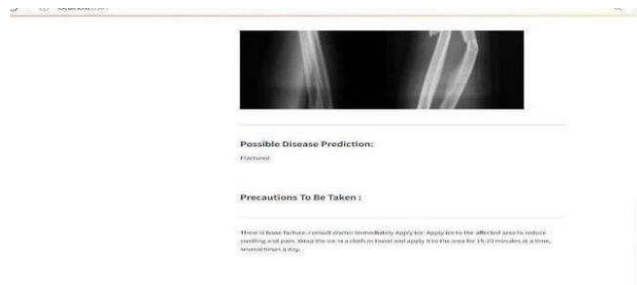 Possible Disease Prediction:
Fractured
Precautions To Be Taken :
There is bone facture, consult doctor immediately Apply ice: Apply ice to the affected area to reduce
swelling and pain. Wrap the ice in a cloth or towel and apply it to the area for 15-20 minutes at a time,
several times a day.